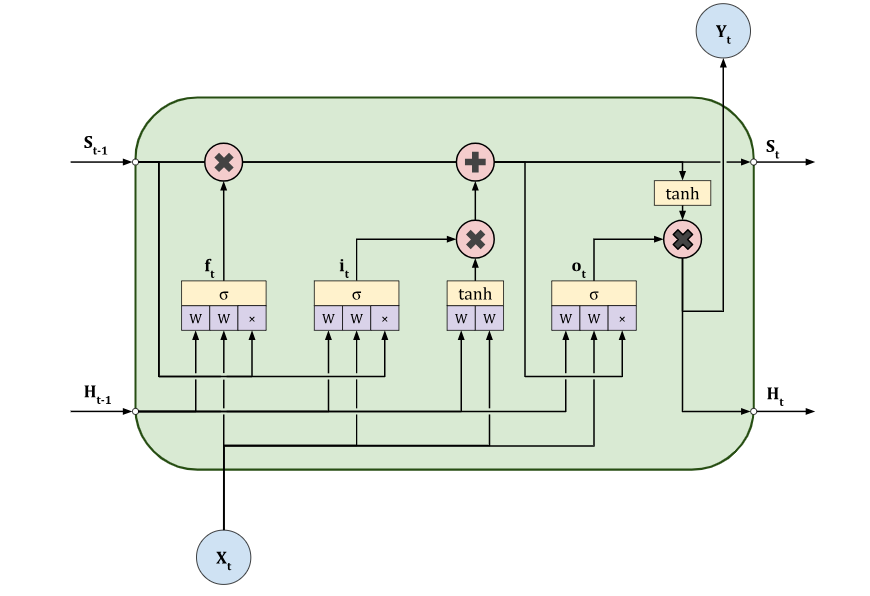 Yt
St-1
St
tanh
ft
it
ot
σ
σ
tanh
σ
W W ×
W W ×
W W
W W ×
Ht-1
Ht
Xt